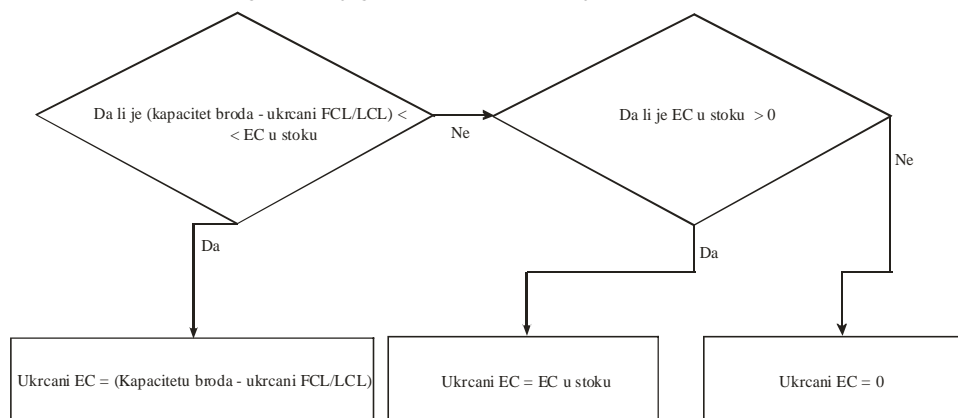 Da li je (kapacitet broda - ukrcani FCL/LCL) <
< EC u stoku
Ne
Da li je EC u stoku > 0
Ne
Da
Da
Ukrcani EC = (Kapacitetu broda - ukrcani FCL/LCL)
Ukrcani EC = EC u stoku
Ukrcani EC = 0